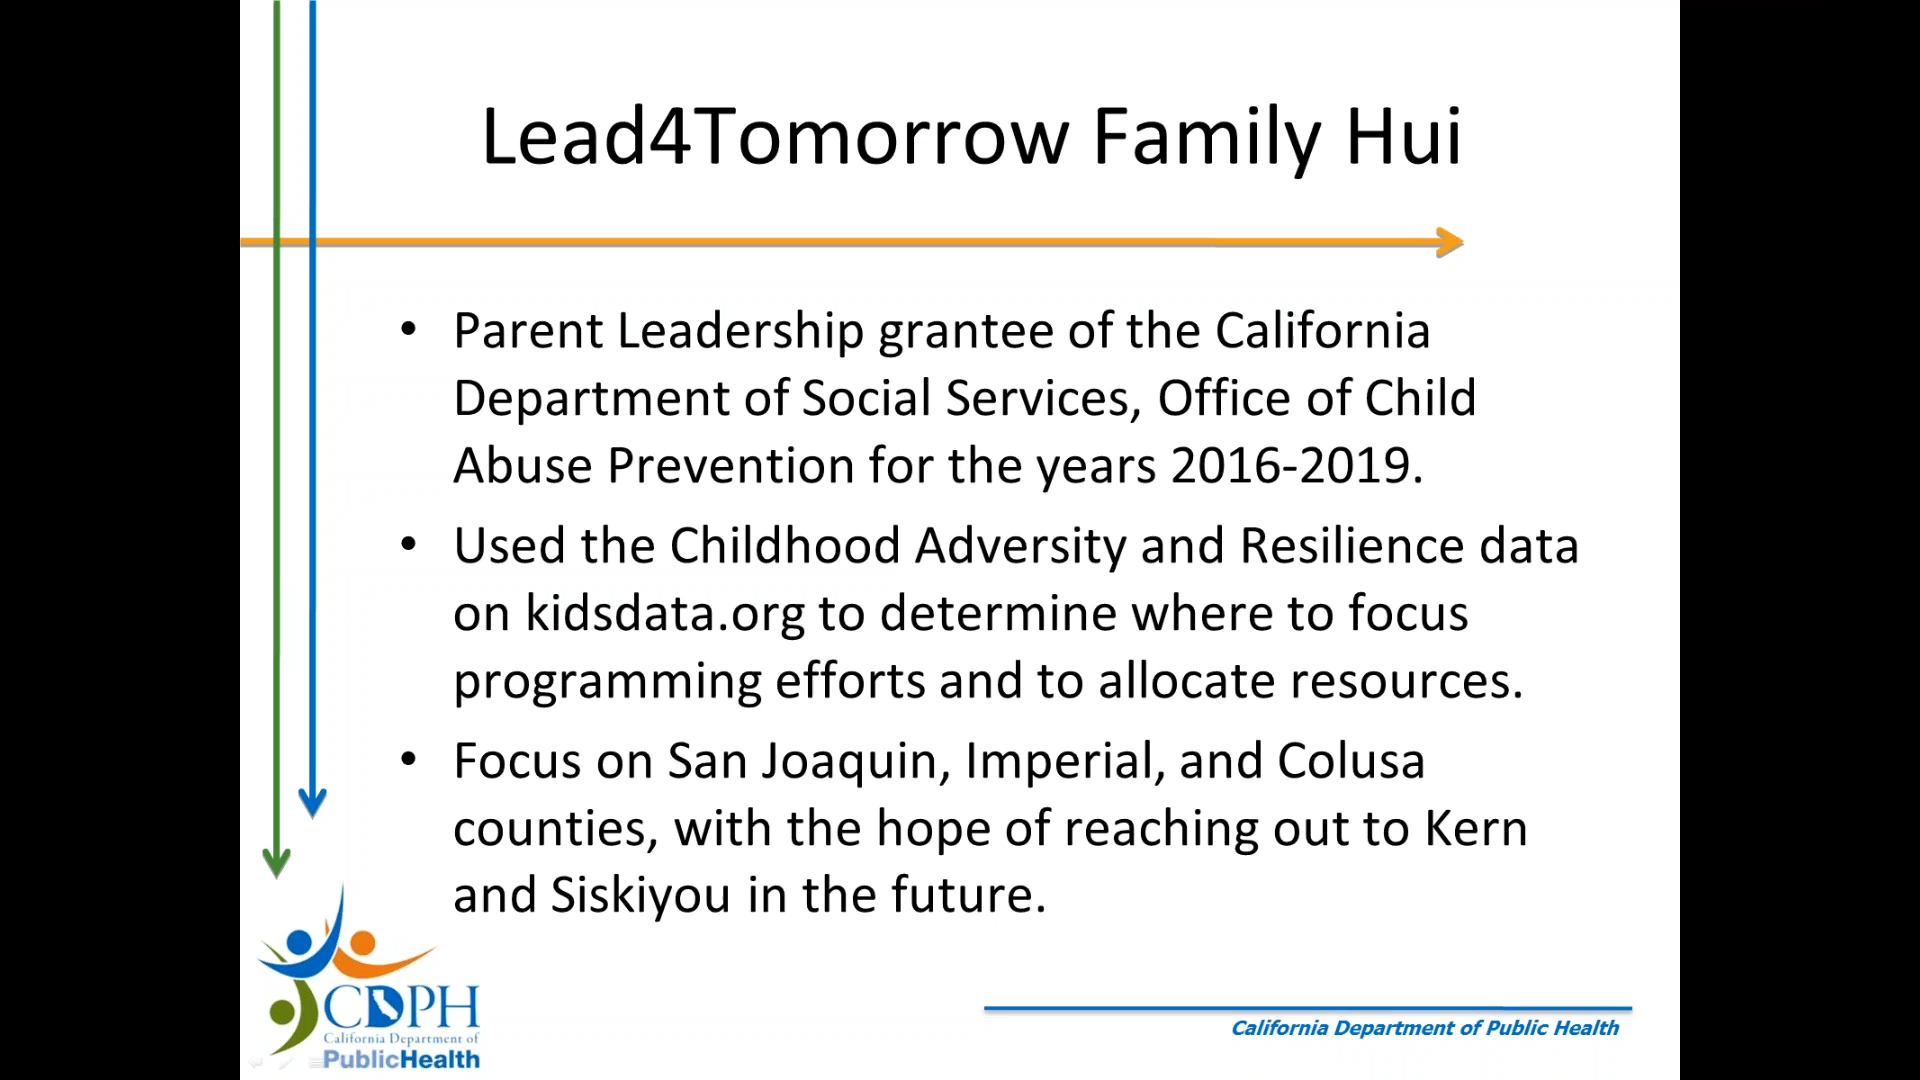 Lead4Tomorrow Family Hui
• Parent Leadership grantee of the California
Department of Social Services, Office of Child
Abuse Prevention for the years 2016-2019.
• Used the Childhood Adversity and Resilience data
on kidsdata.org to determine where to focus
programming efforts and to allocate resources.
• Focus on San Joaquin, Imperial, and Colusa
counties, with the hope of reaching out to Kern
and Siskiyou in the future.
CDPH
California Department of
PublicHealth
California Department of Public Health